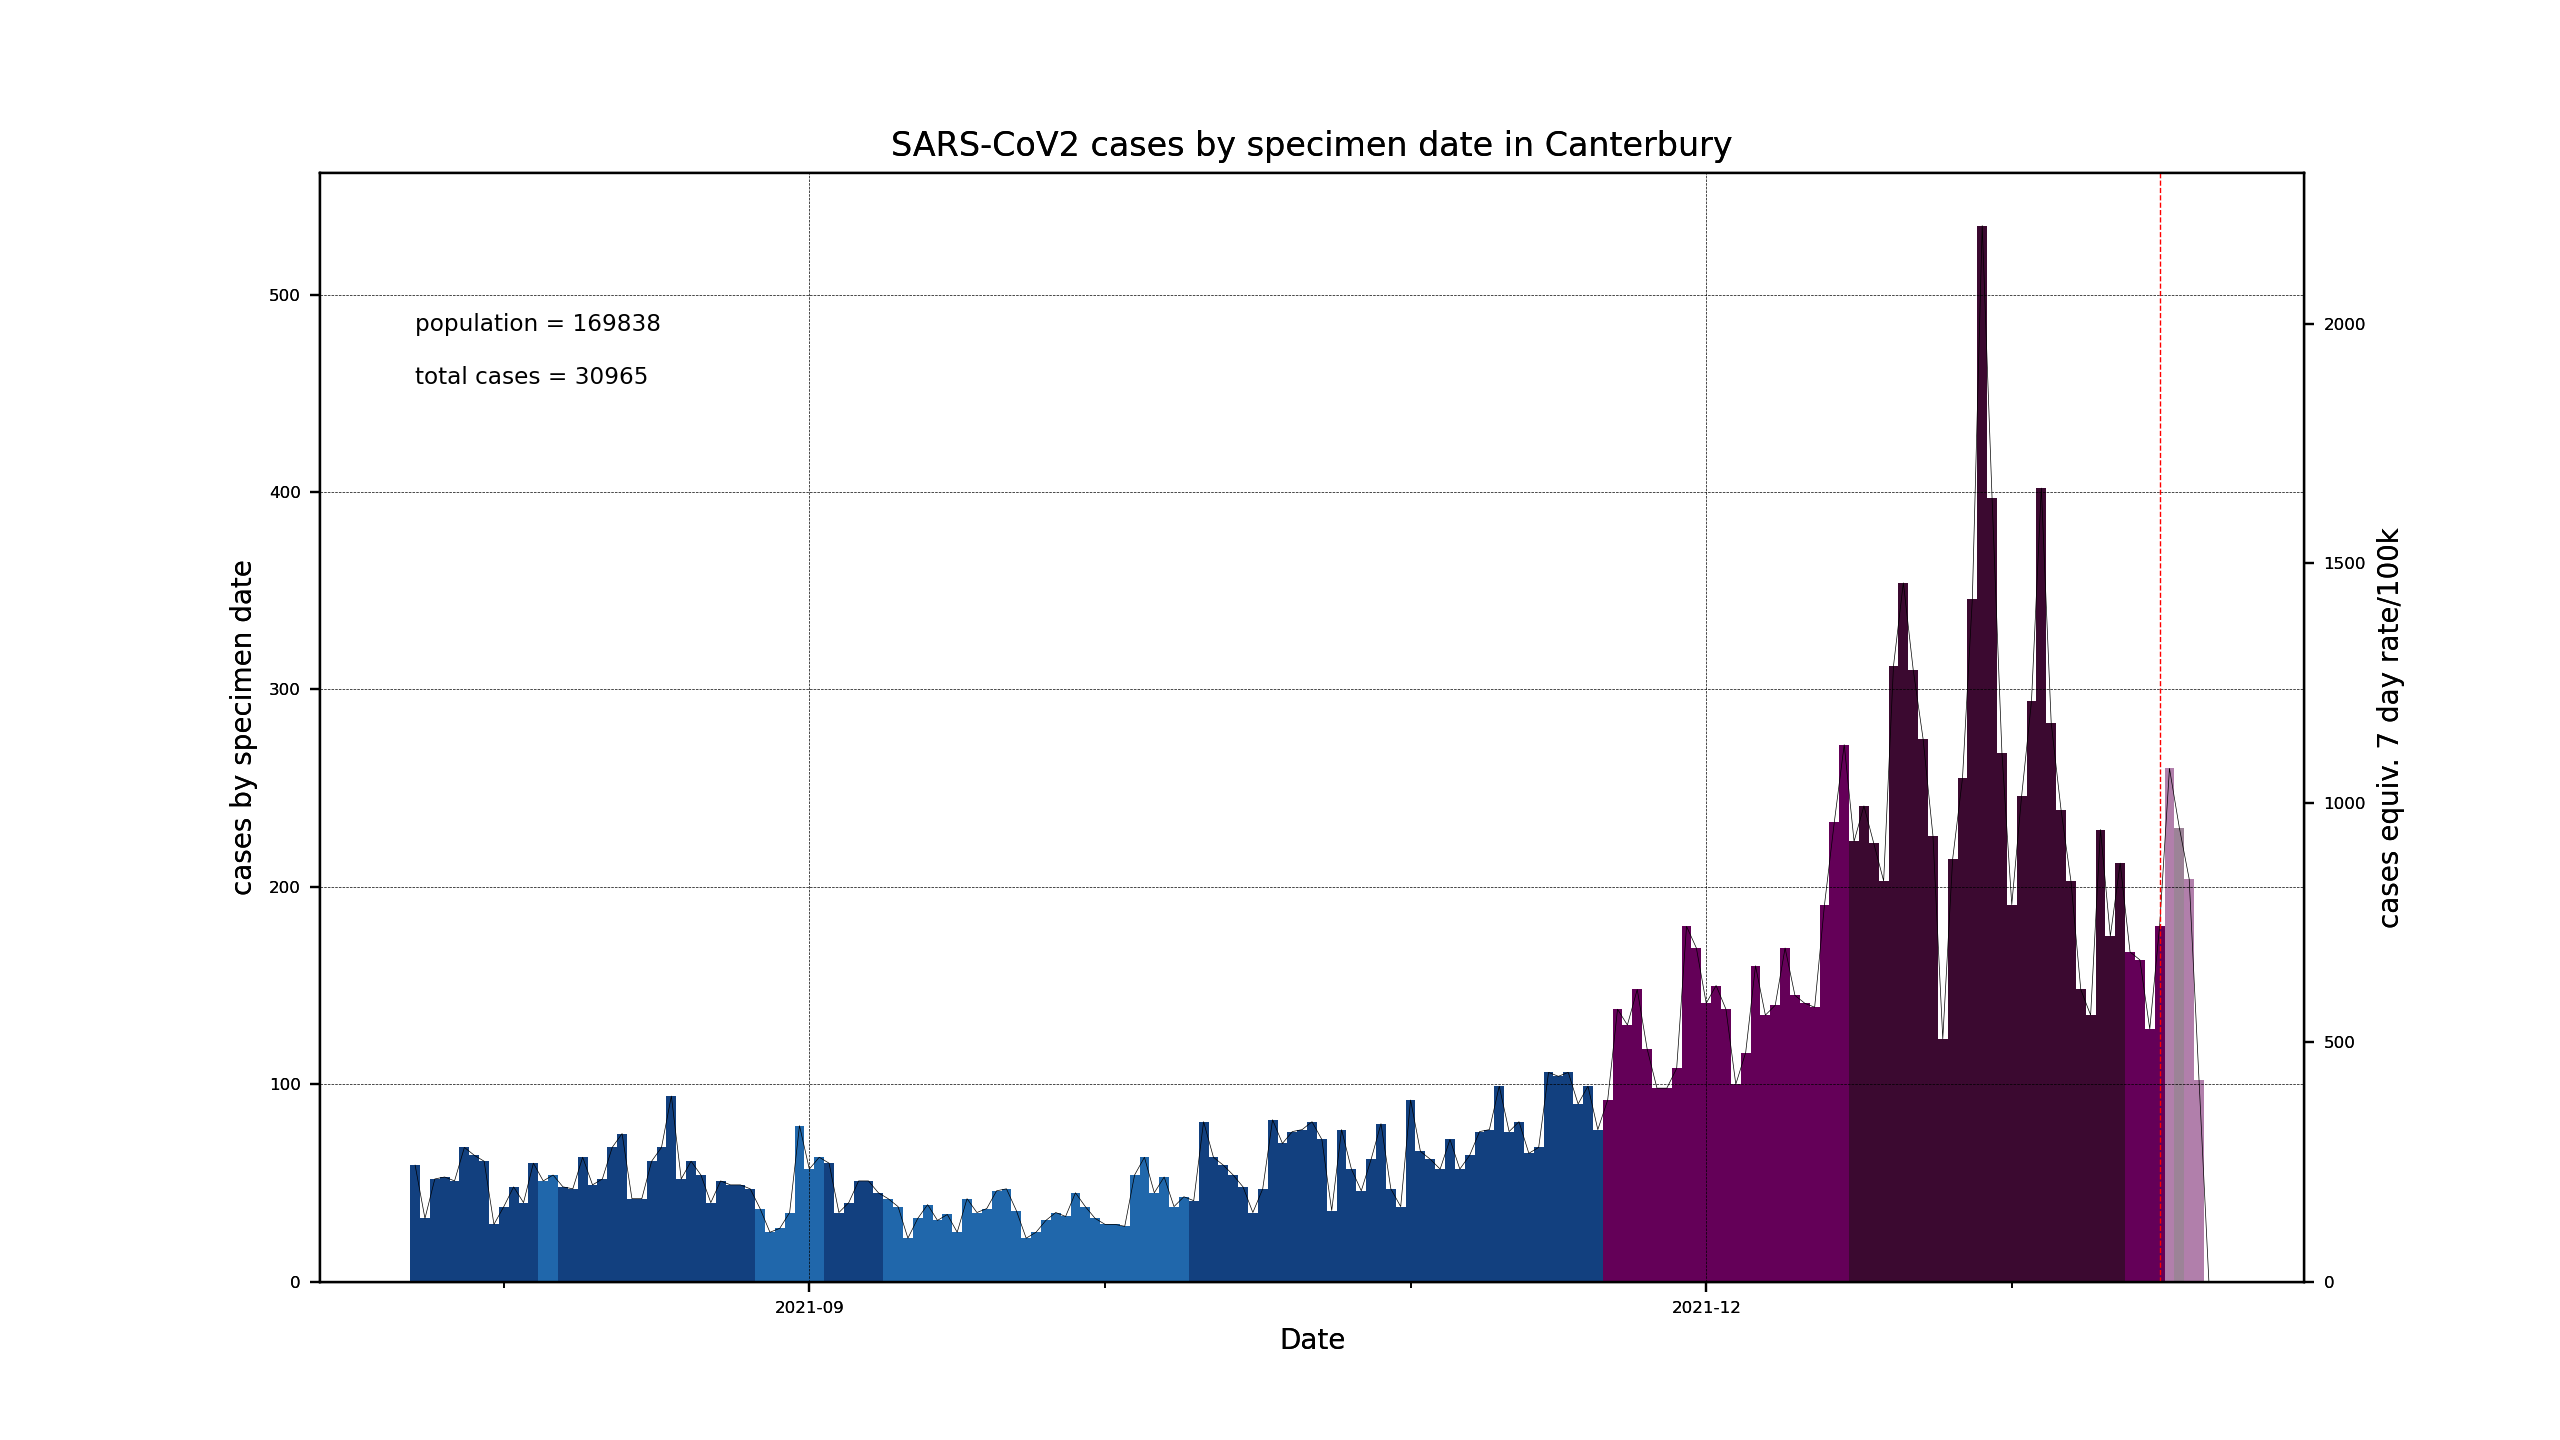 SARS-CoV2 cases by specimen date in Canterbury
population = 169838
total cases = 30965
cases by specimen date
500
400
300
200
100
0
2000
1500
1000
500
0
cases equiv. 7 day rate/100k
2021-09
2021-12
Date